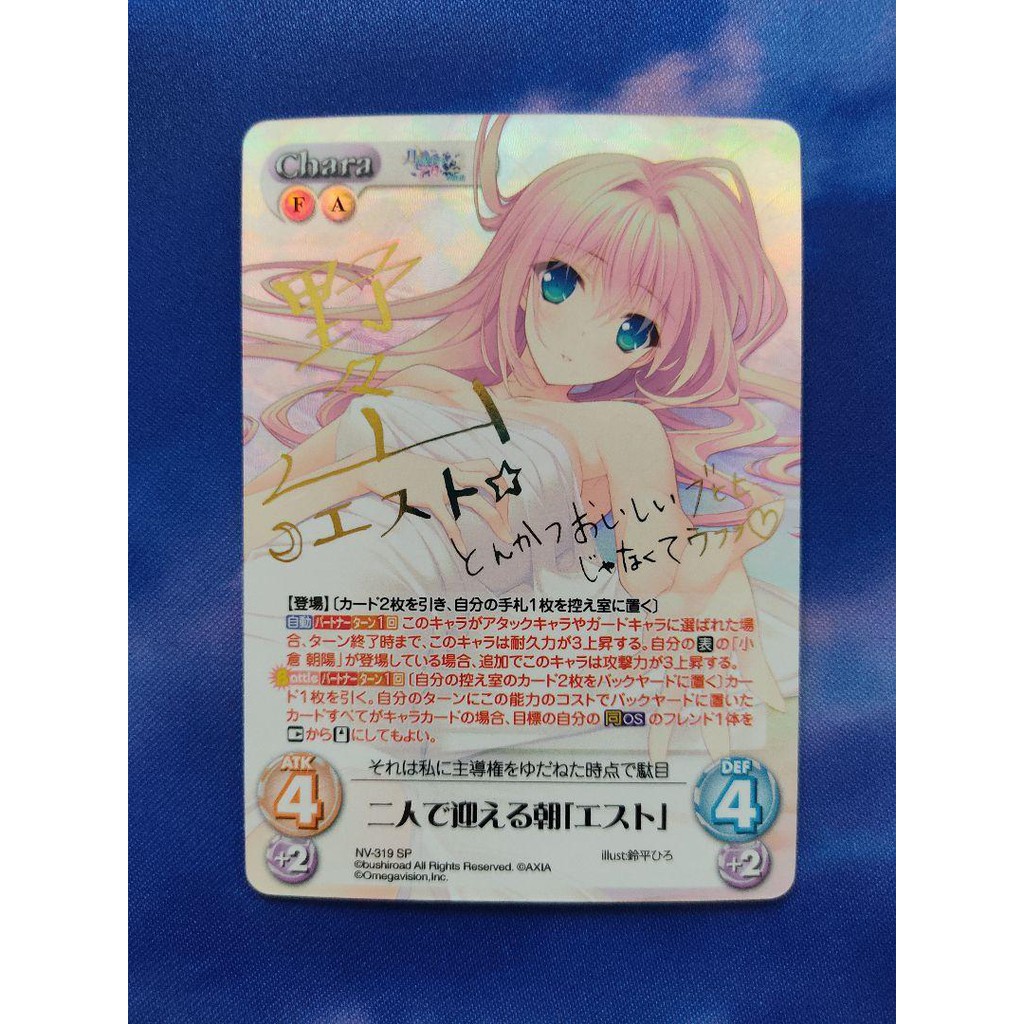 Chara
F A
エスト☆
とんかつおいしい
じゃなくてウフフ♡
【登場】〔カード2枚を引き、自分の手札1枚を控え室に置く〕
自動 パートナー ターン1回 このキャラがアタックキャラやガードキャラに選ばれた場
合、ターン終了時まで、このキャラは耐久力が3上昇する。自分の表の「小
倉 朝陽」が登場している場合、追加でこのキャラは攻撃力が3上昇する。
Battle パートナー ターン1回 〔自分の控え室のカード2枚をバックヤードに置く〕カー
ド1枚を引く。自分のターンにこの能力のコストでバックヤードに置いた
カードすべてがキャラカードの場合、目標の自分の同OSのフレンド1体を
から にしてもよい。
ATK
4
+2
それは私に主導権をゆだねた時点で駄目
二人で迎える朝「エスト」
DEF
4
+2
NV-319 SP
illust:鈴平ひろ
©bushiroad All Rights Reserved. ©AXIA
©Omegavision,Inc.